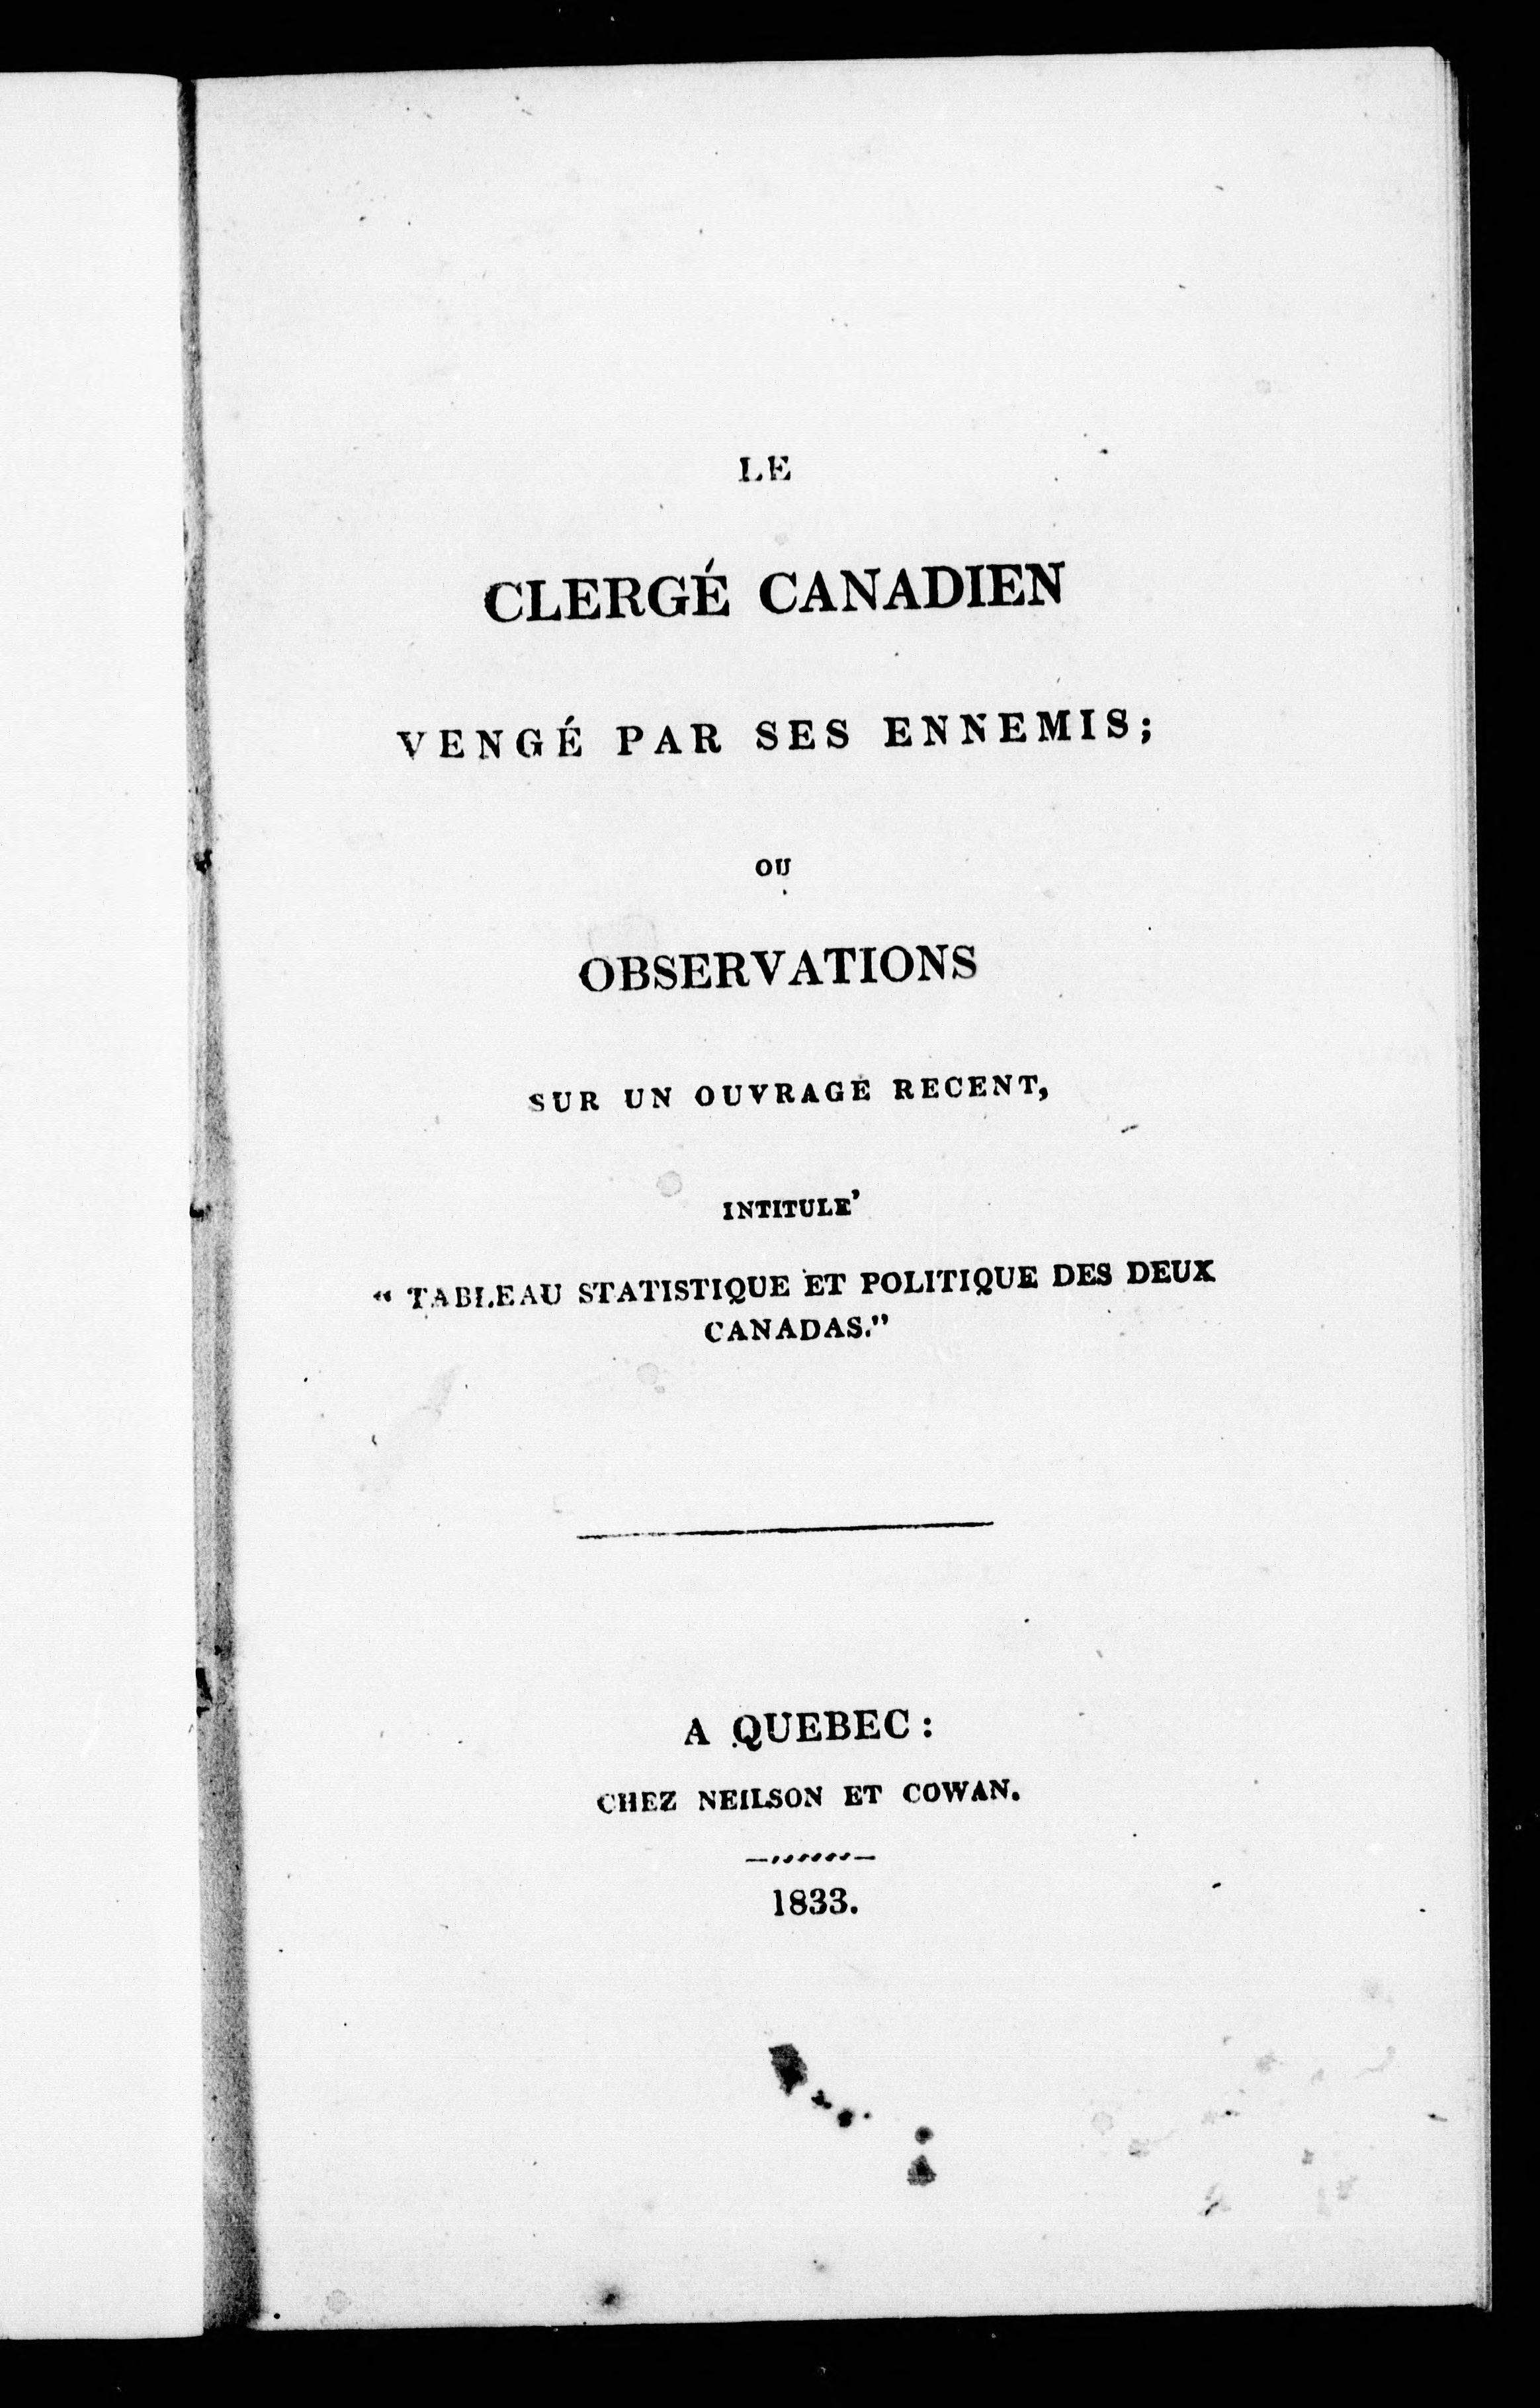 LE
CLERGÉ CANADIEN
VENGÉ PAR SES ENNEMIS;
OU
OBSERVATIONS
SUR UN OUVRAGE RECENT,
INTITULE'
" TABLEAU STATISTIQUE ET POLITIQUE DES DEUX
CANADAS."
A QUEBEC:
CHEZ NEILSON ET COWAN.
1833.